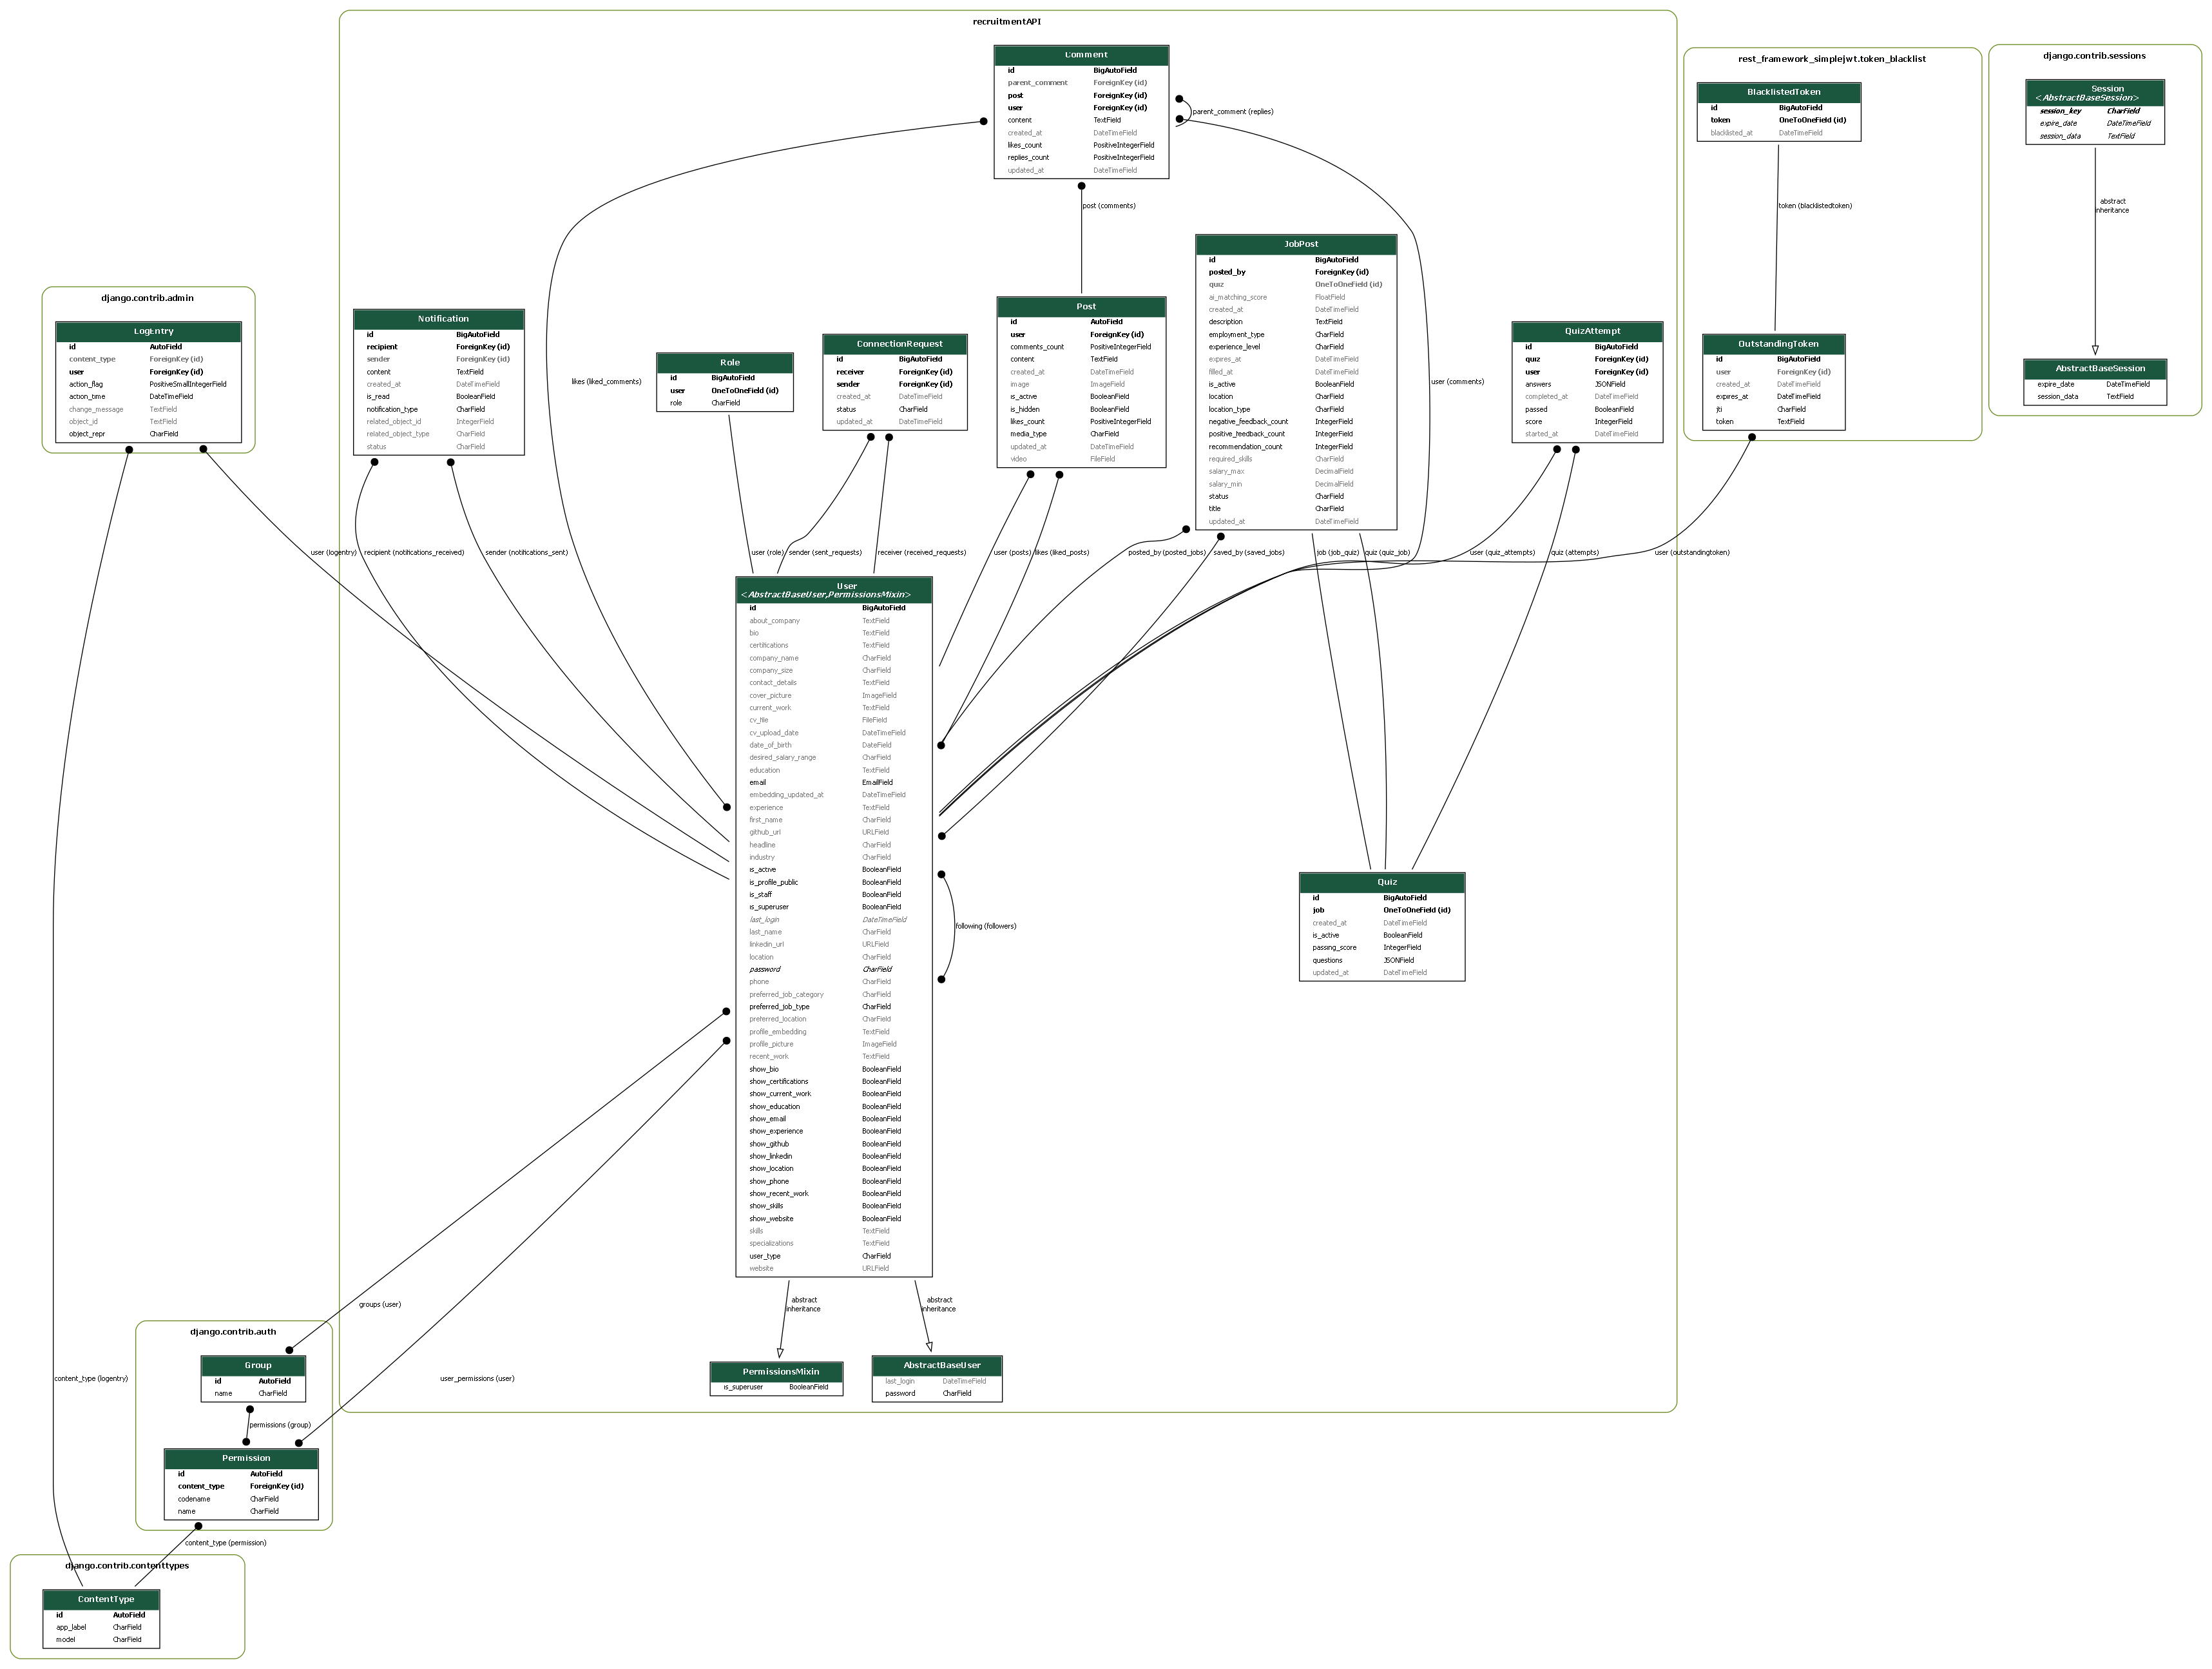 recruitmentAPI
Comment
id BigAutoField
parent_comment ForeignKey (id)
post ForeignKey (id)
user ForeignKey (id)
content TextField
created_at DateTimeField
likes_count PositiveIntegerField
replies_count PositiveIntegerField
updated_at DateTimeField
parent_comment (replies)
post (comments)
likes (liked_comments)
user (comments)
rest_framework_simplejwt.token_blacklist
BlacklistedToken
id BigAutoField
token OneToOneField (id)
blacklisted_at DateTimeField
token (blacklistedtoken)
OutstandingToken
id BigAutoField
user ForeignKey (id)
created_at DateTimeField
expires_at DateTimeField
jti CharField
token TextField
django.contrib.sessions
Session
<AbstractBaseSession>
session_key CharField
expire_date DateTimeField
session_data TextField
abstract
inheritance
AbstractBaseSession
expire_date DateTimeField
session_data TextField
django.contrib.admin
LogEntry
id AutoField
content_type ForeignKey (id)
user ForeignKey (id)
action_flag PositiveSmallIntegerField
action_time DateTimeField
change_message TextField
object_id TextField
object_repr CharField
Notification
id BigAutoField
recipient ForeignKey (id)
sender ForeignKey (id)
content TextField
created_at DateTimeField
is_read BooleanField
notification_type CharField
related_object_id IntegerField
related_object_type CharField
status CharField
Role
id BigAutoField
user OneToOneField (id)
role CharField
ConnectionRequest
id BigAutoField
receiver ForeignKey (id)
sender ForeignKey (id)
created_at DateTimeField
status CharField
updated_at DateTimeField
Post
id AutoField
user ForeignKey (id)
comments_count PositiveIntegerField
content TextField
created_at DateTimeField
image ImageField
is_active BooleanField
is_hidden BooleanField
likes_count PositiveIntegerField
media_type CharField
updated_at DateTimeField
video FileField
JobPost
id BigAutoField
posted_by ForeignKey (id)
quiz OneToOneField (id)
ai_matching_score FloatField
created_at DateTimeField
description TextField
employment_type CharField
experience_level CharField
expires_at DateTimeField
filled_at DateTimeField
is_active BooleanField
location CharField
location_type CharField
negative_feedback_count IntegerField
positive_feedback_count IntegerField
recommendation_count IntegerField
required_skills CharField
salary_max DecimalField
salary_min DecimalField
status CharField
title CharField
updated_at DateTimeField
QuizAttempt
id BigAutoField
quiz ForeignKey (id)
user ForeignKey (id)
answers JSONField
completed_at DateTimeField
passed BooleanField
score IntegerField
started_at DateTimeField
user (logentry)
recipient (notifications_received)
sender (notifications_sent)
user (role)
sender (sent_requests)
receiver (received_requests)
user (posts)
likes (liked_posts)
posted_by (posted_jobs)
saved_by (saved_jobs)
job (job_quiz)
quiz (quiz_job)
user (quiz_attempts)
quiz (attempts)
user (outstandingtoken)
User
<AbstractBaseUser,PermissionsMixin>
id BigAutoField
about_company TextField
bio TextField
certifications TextField
company_name CharField
company_size CharField
contact_details TextField
cover_picture ImageField
current_work TextField
cv_file FileField
cv_upload_date DateTimeField
date_of_birth DateField
desired_salary_range CharField
education TextField
email EmailField
embedding_updated_at DateTimeField
experience TextField
first_name CharField
github_url URLField
headline CharField
industry CharField
is_active BooleanField
is_profile_public BooleanField
is_staff BooleanField
is_superuser BooleanField
last_login DateTimeField
last_name CharField
linkedin_url URLField
location CharField
password CharField
phone CharField
preferred_job_category CharField
preferred_job_type CharField
preferred_location CharField
profile_embedding TextField
profile_picture ImageField
recent_work TextField
show_bio BooleanField
show_certifications BooleanField
show_current_work BooleanField
show_education BooleanField
show_email BooleanField
show_experience BooleanField
show_github BooleanField
show_linkedin BooleanField
show_location BooleanField
show_phone BooleanField
show_recent_work BooleanField
show_skills BooleanField
show_website BooleanField
skills TextField
specializations TextField
user_type CharField
website URLField
following (followers)
Quiz
id BigAutoField
job OneToOneField (id)
created_at DateTimeField
is_active BooleanField
passing_score IntegerField
questions JSONField
updated_at DateTimeField
abstract
inheritance
abstract
inheritance
PermissionsMixin
is_superuser BooleanField
AbstractBaseUser
last_login DateTimeField
password CharField
groups (user)
user_permissions (user)
content_type (logentry)
django.contrib.auth
Group
id AutoField
name CharField
permissions (group)
Permission
id AutoField
content_type ForeignKey (id)
codename CharField
name CharField
content_type (permission)
django.contrib.contenttypes
ContentType
id AutoField
app_label CharField
model CharField